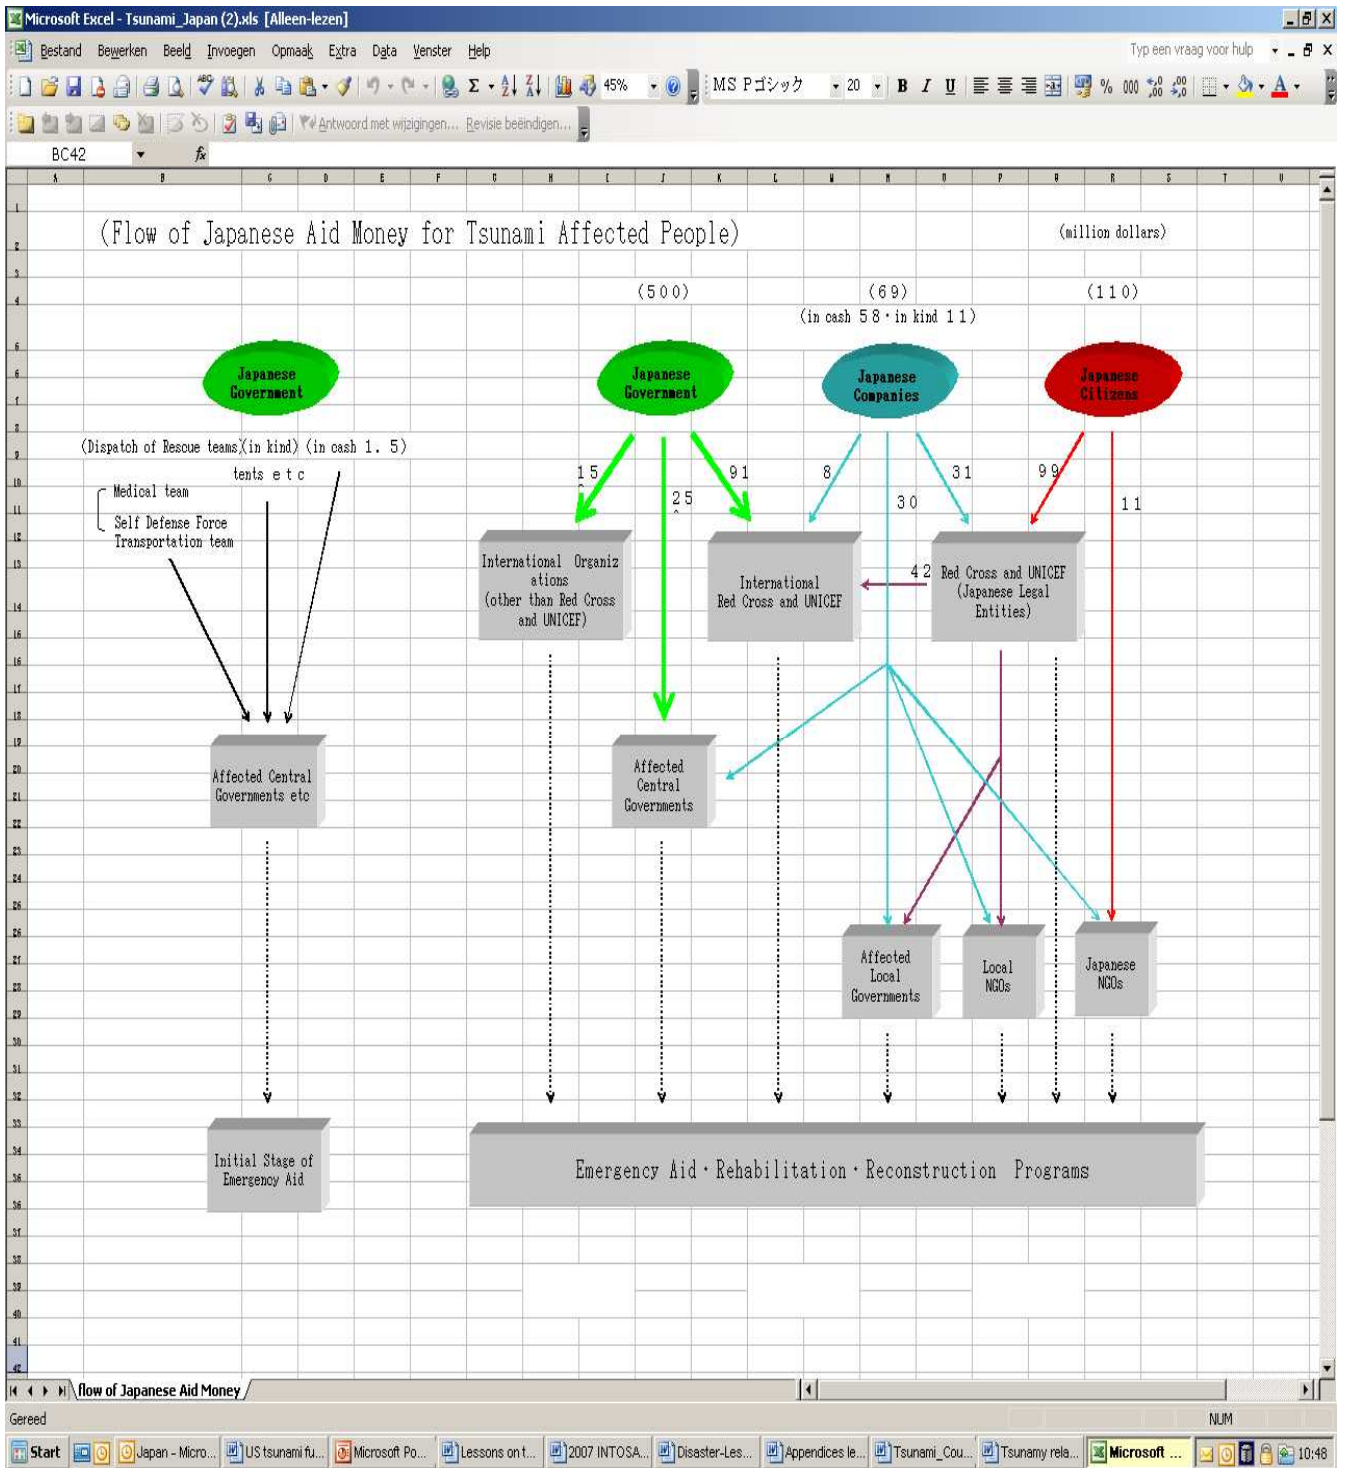 Microsoft Excel - Tsunami_Japan (2).xls [Alleen-lezen]
Bestand Bewerken Beeld Invoegen Opmaak Extra Data Venster Help Typ een vraag voor hulp
45% MS Pゴシック 20 B I U % 000
Antwoord met wijzigingen... Revisie beëindigen...
BC42 fx
(Flow of Japanese Aid Money for Tsunami Affected People) (million dollars)
(500) (69) (110)
(in cash 58・in kind 11)
Japanese Government
Japanese Government
Japanese Companies
Japanese Citizens
(Dispatch of Rescue teams)(in kind) (in cash 1. 5)
tents etc
Medical team
Self Defense Force
Transportation team
15 91 8 31 99
25 30 11
International Organiz
ations
(other than Red Cross
and UNICEF)
International
Red Cross and UNICEF
42
Red Cross and UNICEF
(Japanese Legal
Entities)
Affected Central
Governments etc
Affected
Central
Governments
Affected
Local
Governments
Local
NGOs
Japanese
NGOs
Initial Stage of
Emergency Aid
Emergency Aid・Rehabilitation・Reconstruction Programs
flow of Japanese Aid Money
Gereed NUM
Start Japan - Micro... US tsunami fu... Microsoft Po... Lessons on t... 2007 INTOSA... Disaster-Les... Appendices le... Tsunami_Cou... Tsunamy rela... Microsoft ... 10:48